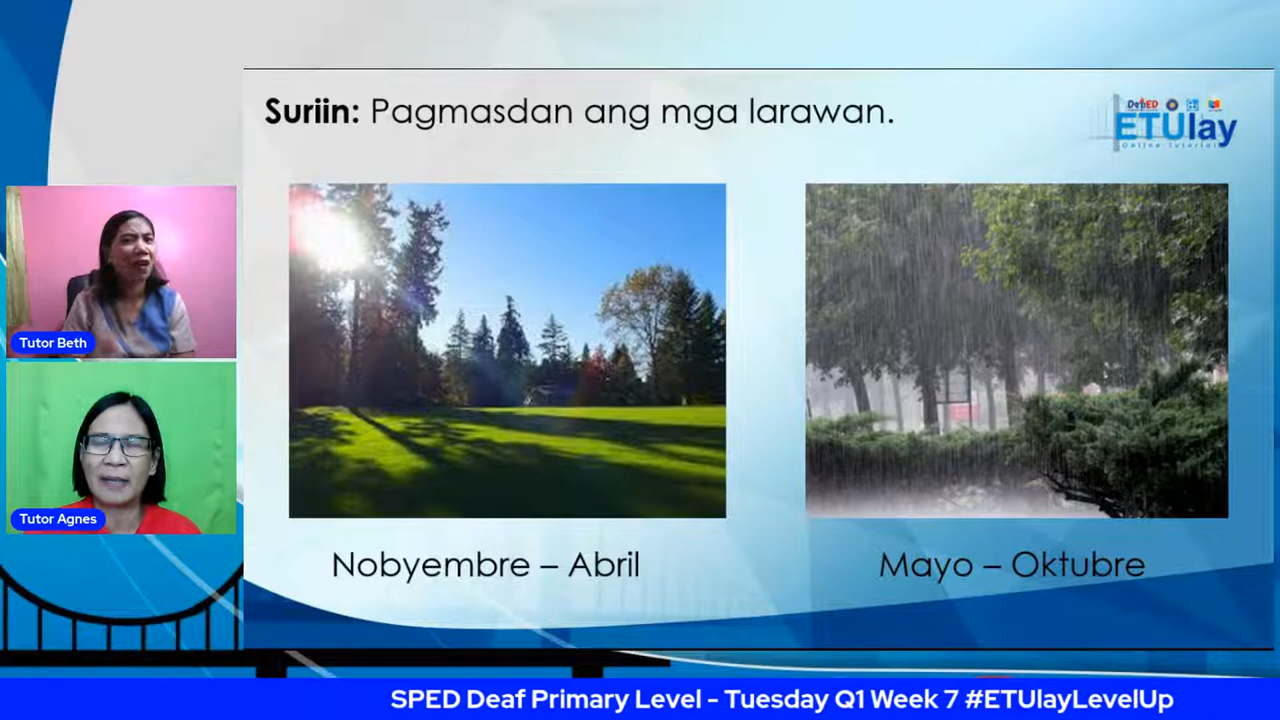 Suriin: Pagmasdan ang mga larawan.
DepED
ETUlay
Online Tutorial
Tutor Beth
Tutor Agnes
Nobyembre – Abril
Mayo – Oktubre
SPED Deaf Primary Level - Tuesday Q1 Week 7 #ETUlayLevelUp